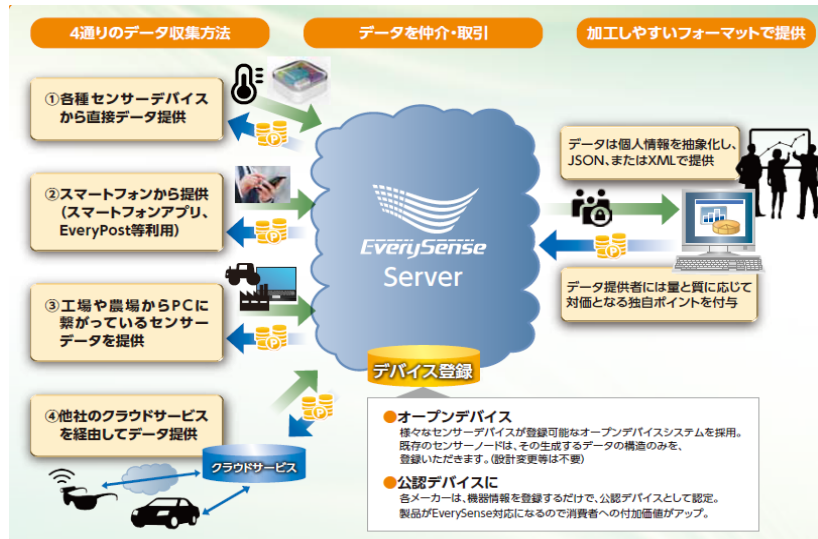 4通りのデータ収集方法
データを仲介・取引
加工しやすいフォーマットで提供
①各種センサーデバイス
から直接データ提供
P
②スマートフォンから提供
（スマートフォンアプリ、
EveryPost等利用）
P
③工場や農場からPCに
繋がっているセンサー
データを提供
P
④他社のクラウドサービス
を経由してデータ提供
P
クラウドサービス
EverySense
Server
デバイス登録
データは個人情報を抽象化し、
JSON、またはXMLで提供
P
データ提供者には量と質に応じて
対価となる独自ポイントを付与
●オープンデバイス
様々なセンサーデバイスが登録可能なオープンデバイスシステムを採用。
既存のセンサーノードは、その生成するデータの構造のみを、
登録いただきます。（設計変更等は不要）
●公認デバイスに
各メーカーは、機器情報を登録するだけで、公認デバイスとして認定。
製品がEverySense対応になるので消費者への付加価値がアップ。